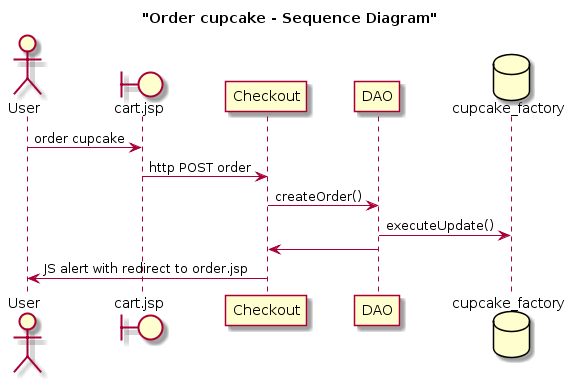 "Order cupcake - Sequence Diagram"
User
cart.jsp
Checkout
DAO
cupcake_factory
order cupcake
http POST order
createOrder()
executeUpdate()
JS alert with redirect to order.jsp
User
cart.jsp
Checkout
DAO
cupcake_factory